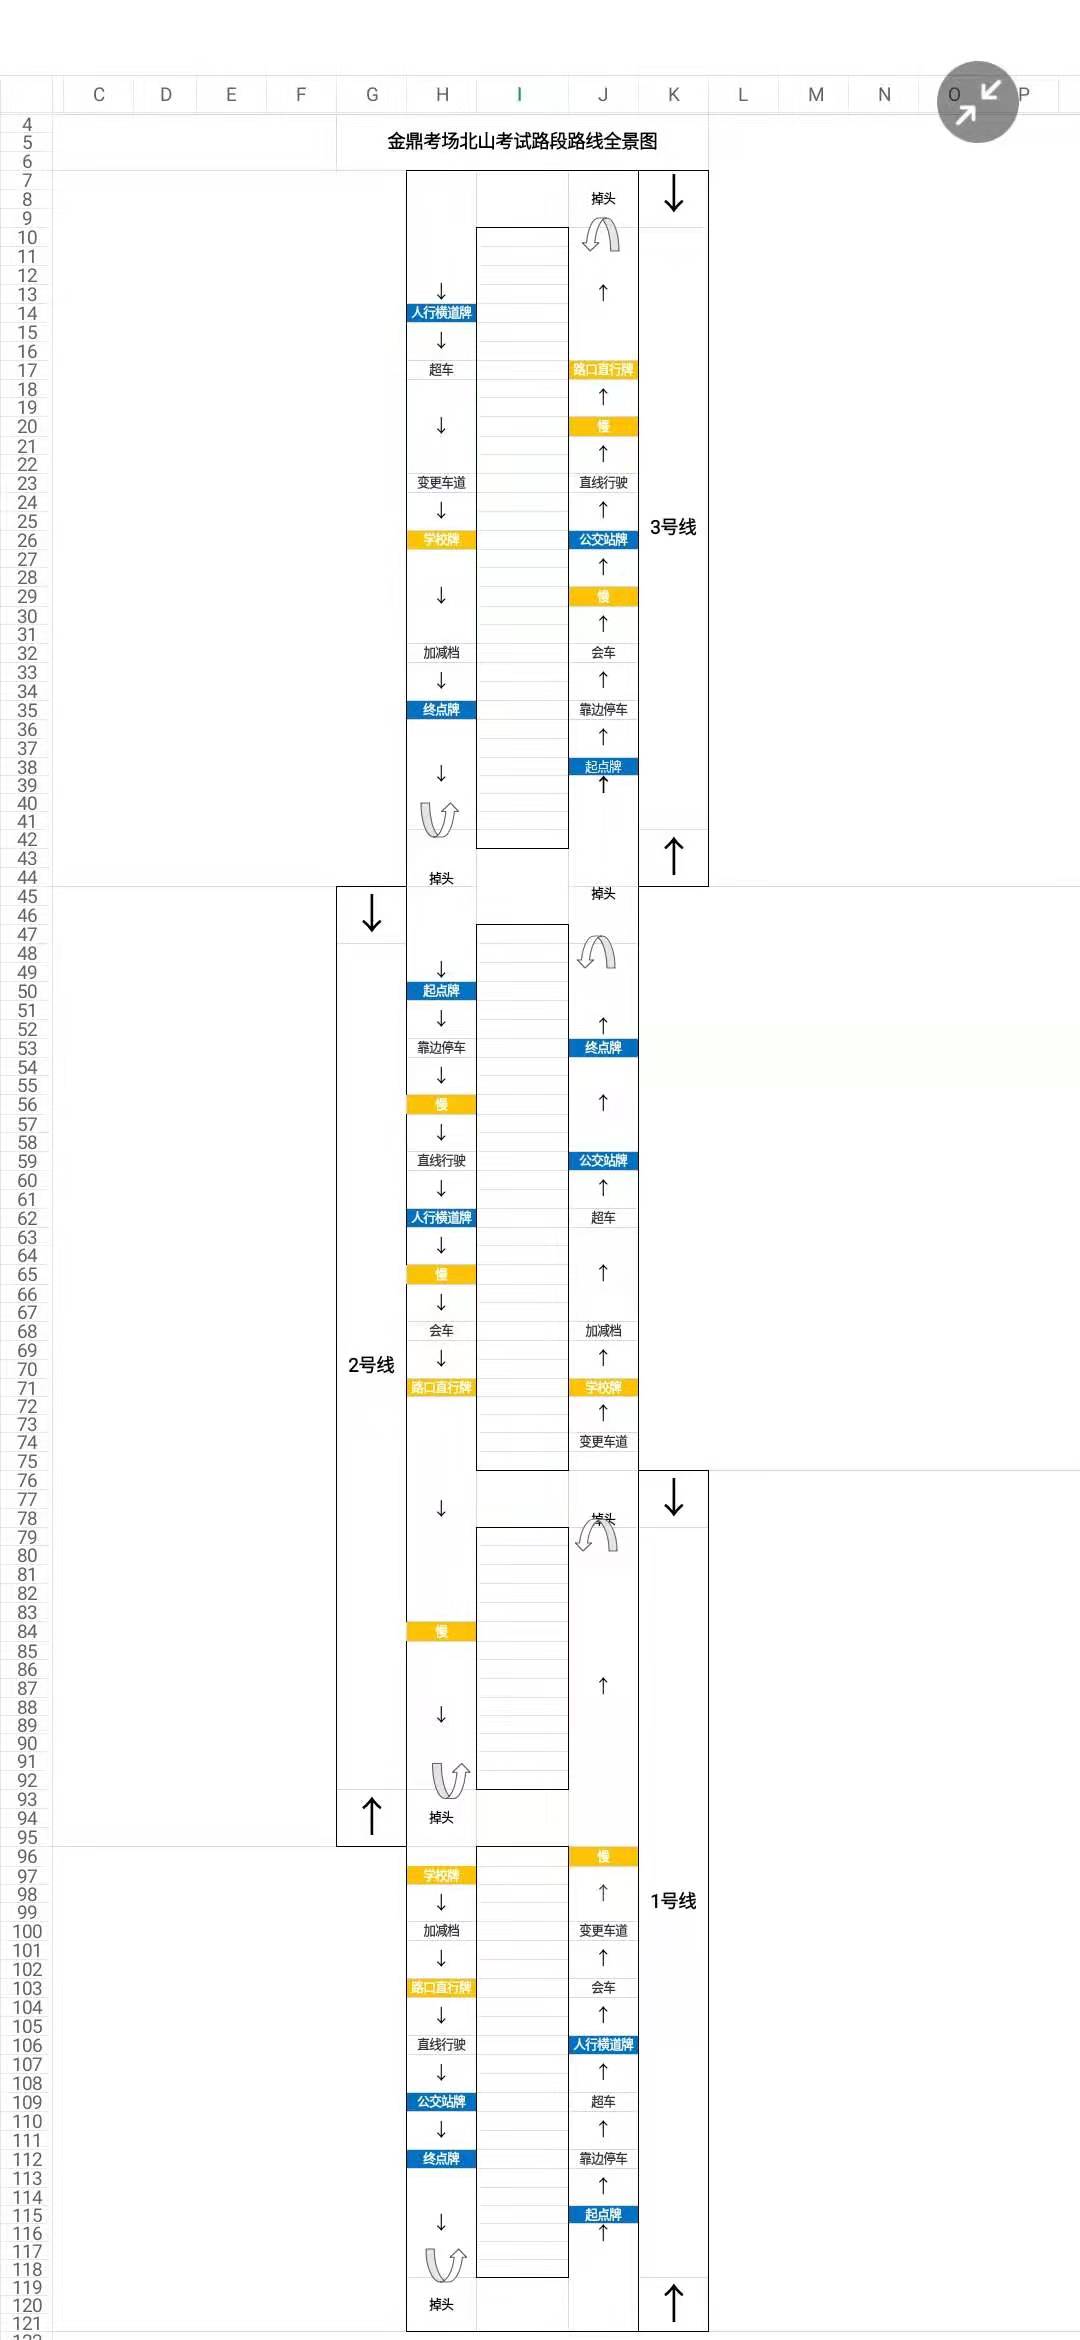 C D E F G H I J K L M N O P
4
5 金鼎考场北山考试路段路线全景图
6
7
8 掉头
9
10
11
12
13
14 人行横道牌
15
16
17 超车 路口直行牌
18
19
20 慢
21
22
23 变更车道 直线行驶
24
25 3号线
26 学校牌 公交站牌
27
28
29 慢
30
31
32 加减档 会车
33
34
35 终点牌 靠边停车
36
37
38 起点牌
39
40
41
42
43
44 掉头
45 掉头
46
47
48
49
50 起点牌
51
52
53 靠边停车 终点牌
54
55
56 慢
57
58
59 直线行驶 公交站牌
60
61
62 人行横道牌 超车
63
64
65 慢
66
67
68 会车 加减档
69
70 2号线
71 路口直行牌 学校牌
72
73
74 变更车道
75
76
77
78 掉头
79
80
81
82
83
84 慢
85
86
87
88
89
90
91
92
93
94 掉头
95
96 慢
97 学校牌
98 1号线
99
100 加减档 变更车道
101
102
103 路口直行牌 会车
104
105
106 直线行驶 人行横道牌
107
108
109 公交站牌 超车
110
111
112 终点牌 靠边停车
113
114
115 起点牌
116
117
118
119
120 掉头
121